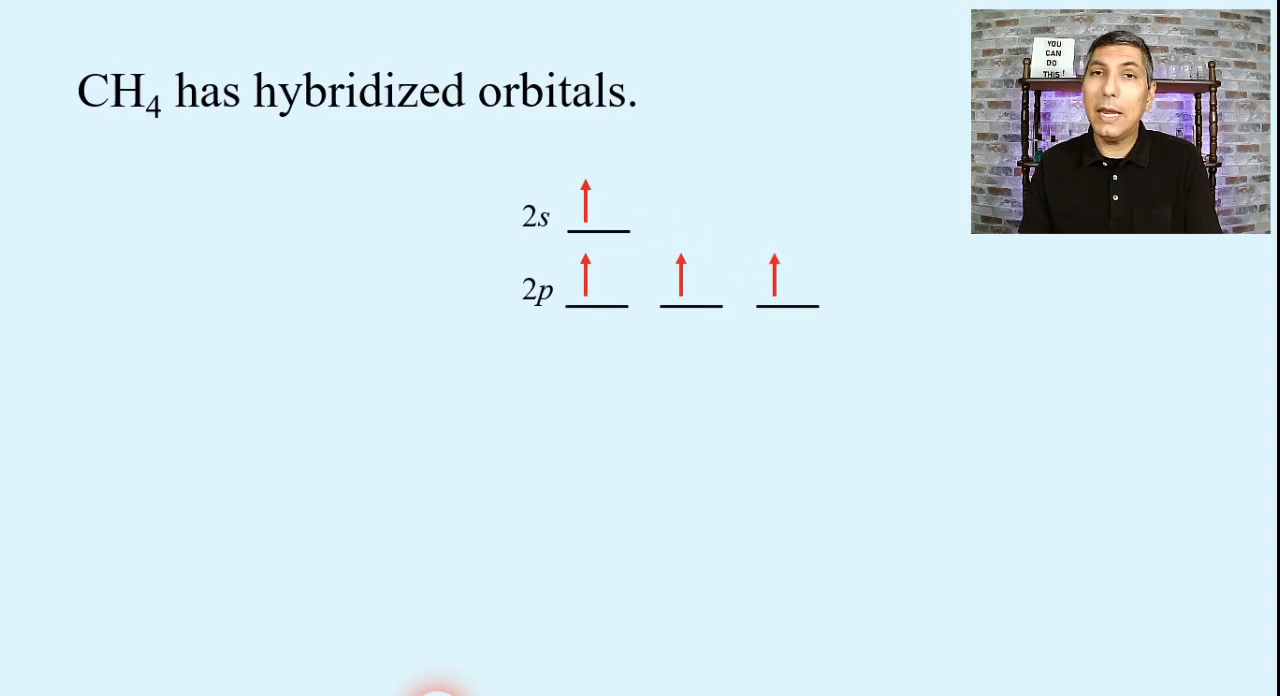 CH₄ has hybridized orbitals.
YOU
CAN
DO
THIS!
2s
2p